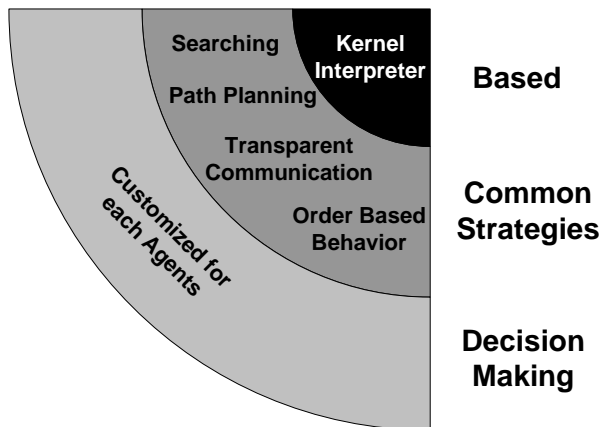 Searching
Kernel
Interpreter
Path Planning
Based
Transparent
Communication
Common
Strategies
Order Based
Behavior
Customized for
each Agents
Decision
Making